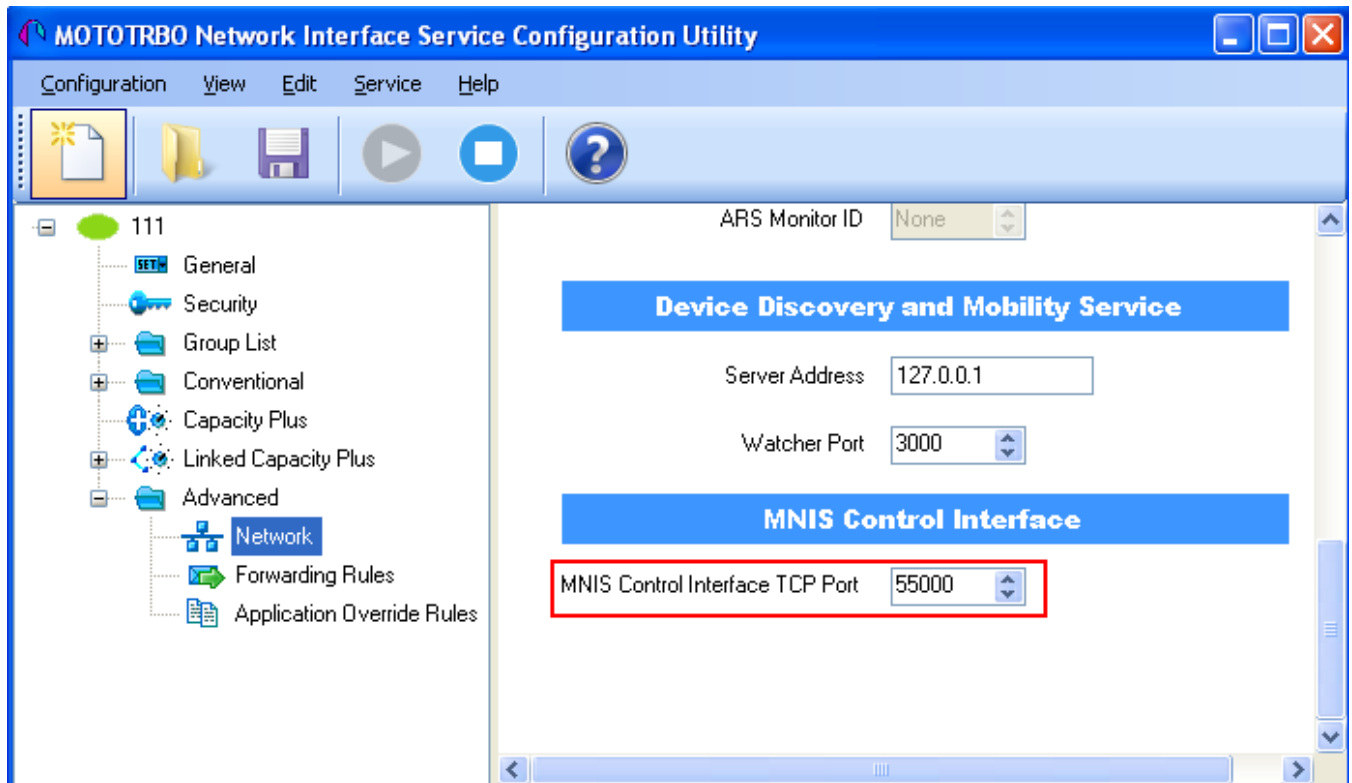 MOTOTRBO Network Interface Service Configuration Utility
Configuration View Edit Service Help
111
SET
General
Security
Group List
Conventional
Capacity Plus
Linked Capacity Plus
Advanced
Network
Forwarding Rules
Application Override Rules
ARS Monitor ID None
Device Discovery and Mobility Service
Server Address 127.0.0.1
Watcher Port 3000
MNIS Control Interface
MNIS Control Interface TCP Port 55000